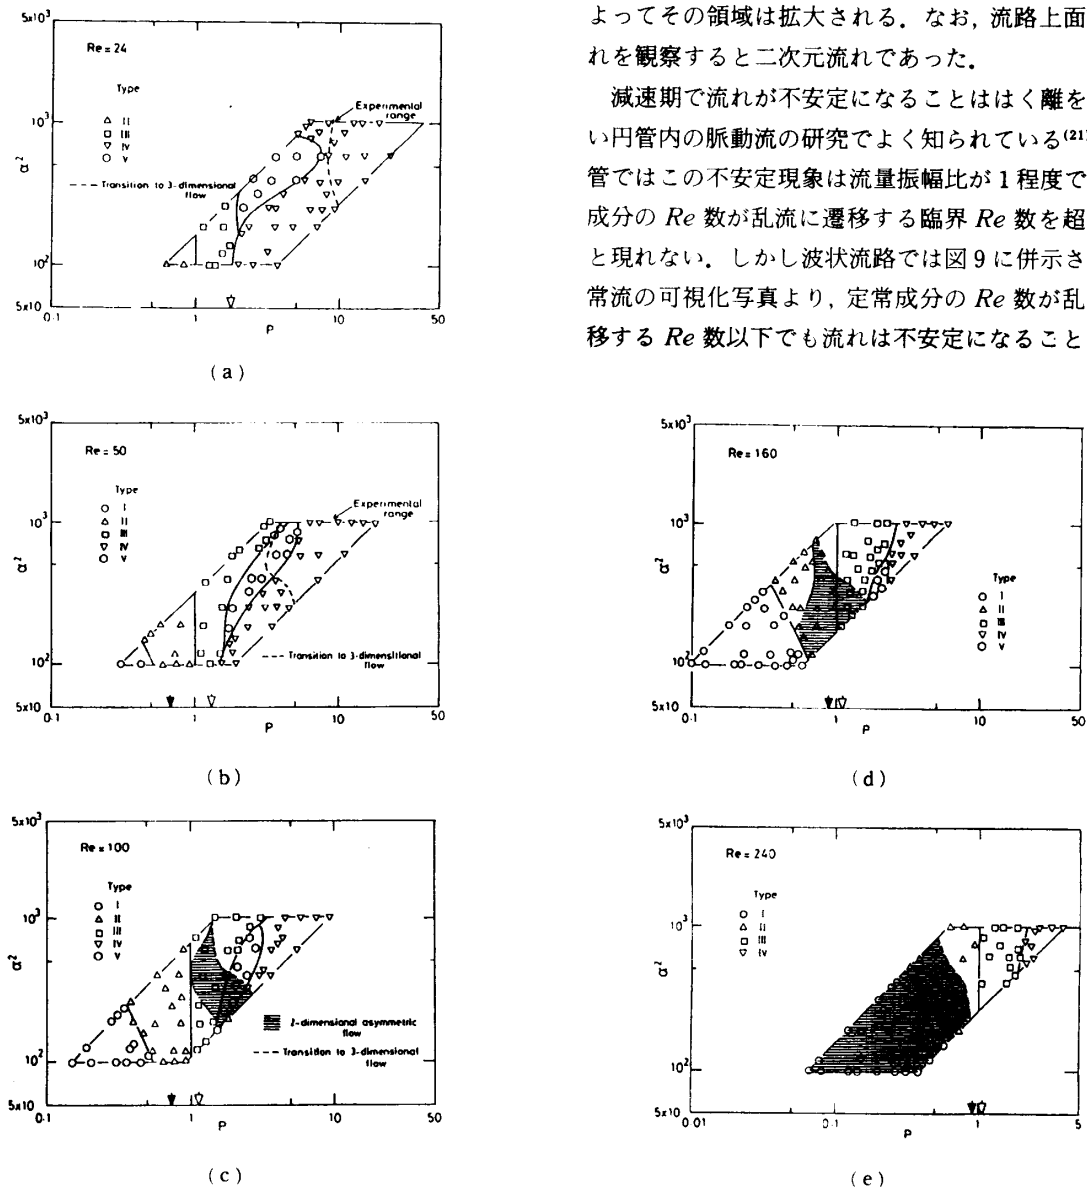 よってその領域は拡大される．なお, 流路上面
れを観察すると二次元流れであった．
減速期で流れが不安定になることははく離を
い円管内の脈動流の研究でよく知られている⁽²¹⁾
管ではこの不安定現象は流量振幅比が 1 程度で
成分の Re 数が乱流に遷移する臨界 Re 数を超
と現れない．しかし波状流路では図 9 に併示さ
常流の可視化写真より, 定常成分の Re 数が乱
移する Re 数以下でも流れは不安定になること
5x10³
Re = 24
Type
△ II
□ III
▽ IV
○ V
Transition to 3-dimensional
flow
Experimental
range
10³
α²
10²
5x10
0·1
1
10
50
P
(a)
5x10³
Re = 50
Type
○ I
△ II
□ III
▽ IV
○ V
Experimental
range
10³
α²
10²
Transition to 3-dimensitional
flow
5x10
0·1
1
10
50
P
(b)
5x10³
Re = 160
Type
○ I
△ II
□ III
▽ IV
○ V
10³
α²
10²
5x10
0·1
1
10
50
P
(d)
5x10³
Re = 100
Type
○ I
△ II
□ III
▽ IV
○ V
10³
α²
10²
2-dimensional asymmetric
flow
Transition to 3-dimensional
flow
5x10
0·1
1
10
50
P
(c)
5x10³
Re = 240
Type
○ I
△ II
□ III
▽ IV
10³
α²
10²
5x10
0·01
0·1
1
5
P
(e)